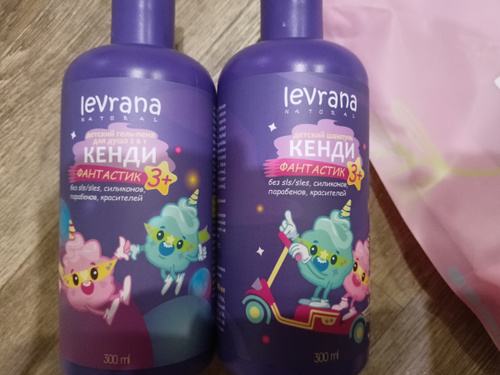 levrana
NATURAL
детский гель-пена
для душа 2 в 1
КЕНДИ
ФАНТАСТИК
3+
без sls/sles, силиконов,
парабенов, красителей
300 ml
levrana
NATURAL
детский шампунь
КЕНДИ
ФАНТАСТИК
3+
без sls/sles, силиконов,
парабенов, красителей
300 ml